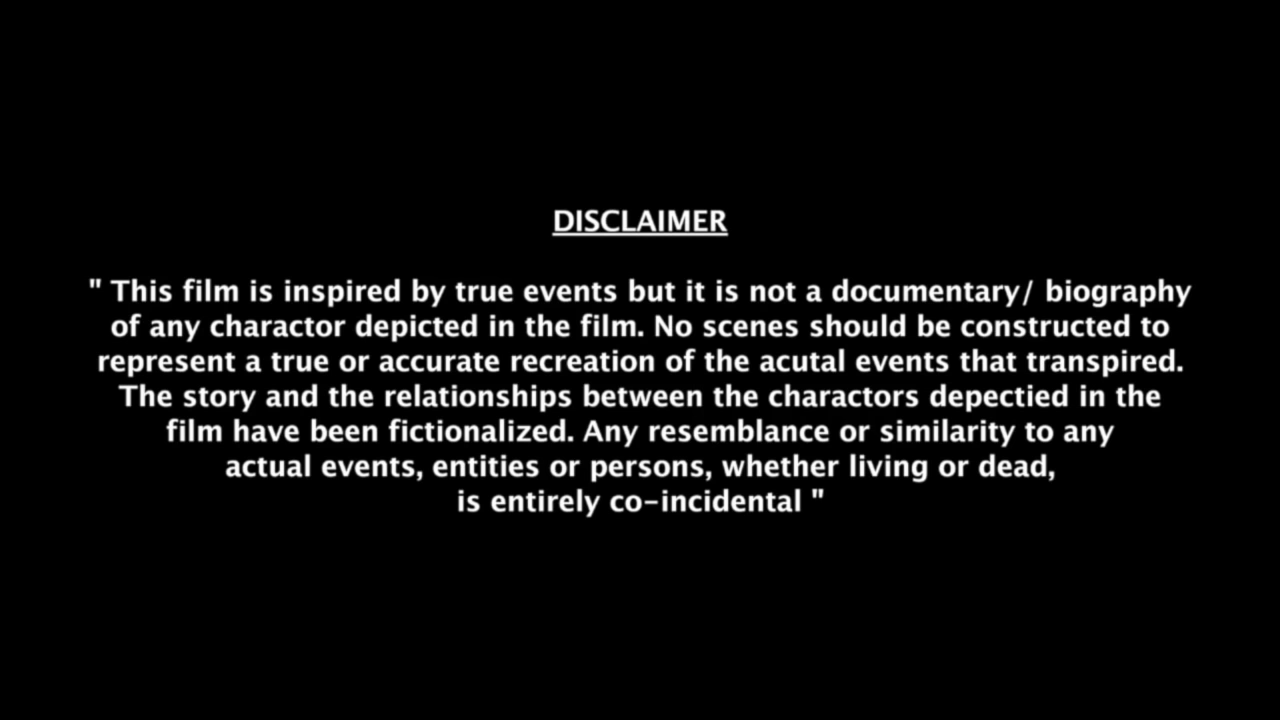 DISCLAIMER
" This film is inspired by true events but it is not a documentary/ biography
of any charactor depicted in the film. No scenes should be constructed to
represent a true or accurate recreation of the acutal events that transpired.
The story and the relationships between the charactors depectied in the
film have been fictionalized. Any resemblance or similarity to any
actual events, entities or persons, whether living or dead,
is entirely co-incidental "